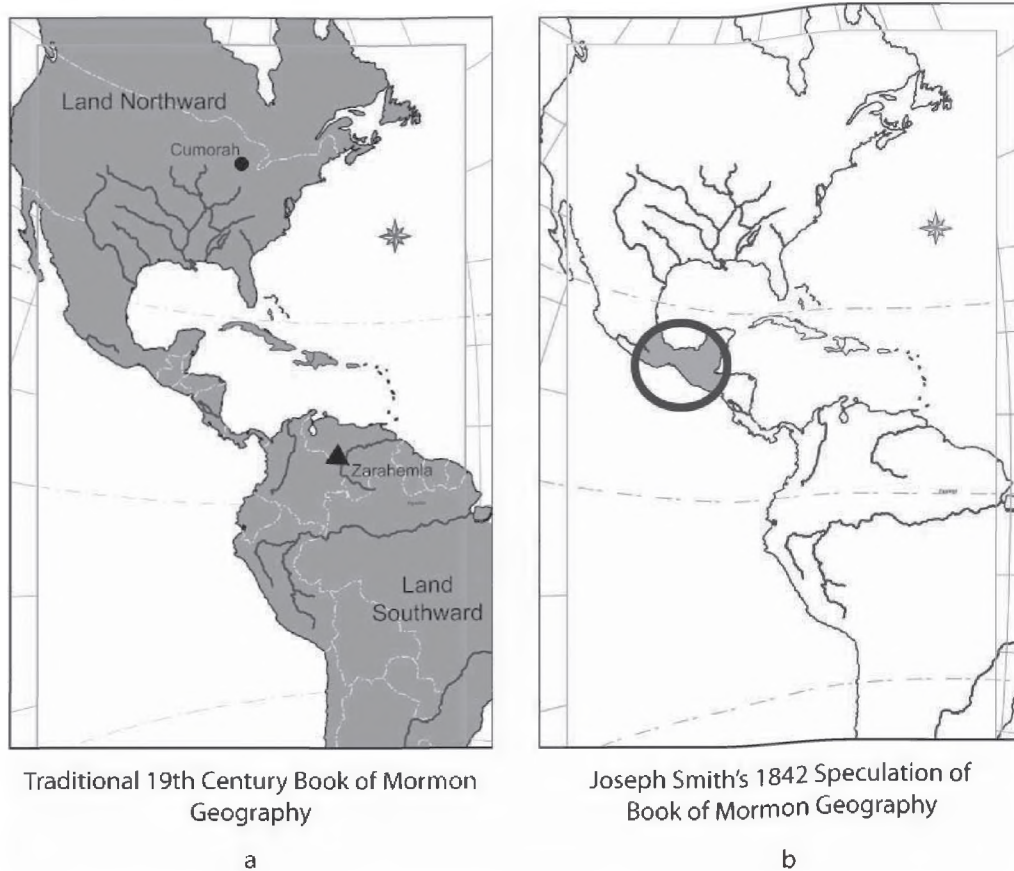 Land Northward
Cumorah
Zarahemla
Land
Southward
Traditional 19th Century Book of Mormon
Geography
a
Joseph Smith's 1842 Speculation of
Book of Mormon Geography
b